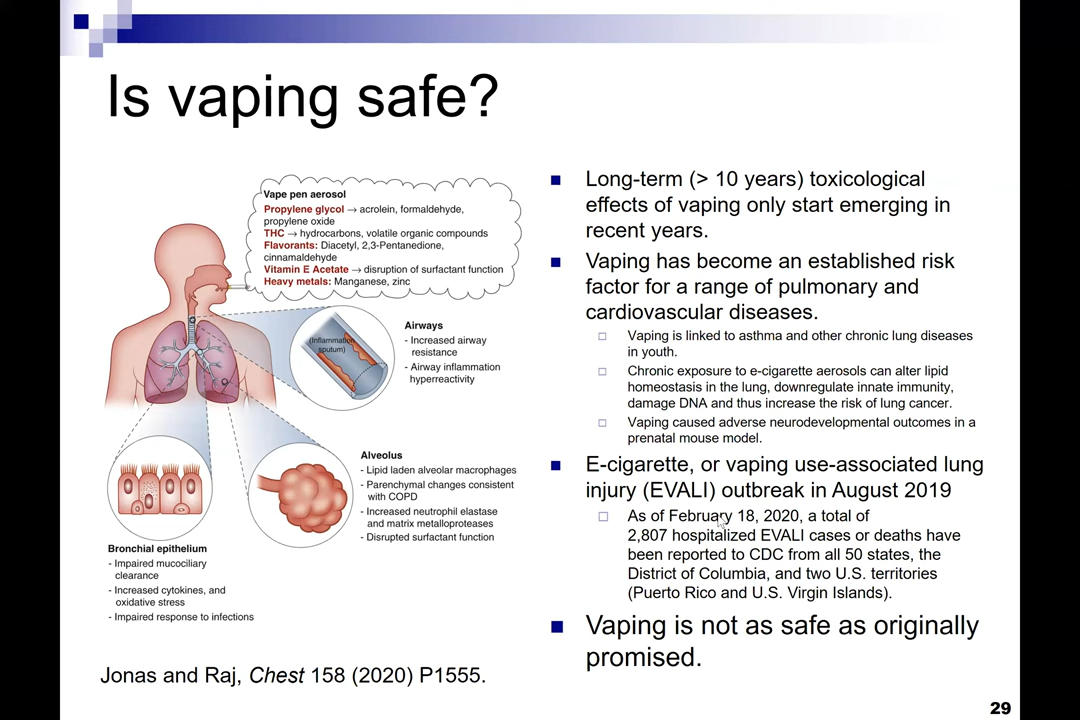 Is vaping safe?
Vape pen aerosol
Propylene glycol → acrolein, formaldehyde,
propylene oxide
THC → hydrocarbons, volatile organic compounds
Flavorants: Diacetyl, 2,3-Pentanedione,
cinnamaldehyde
Vitamin E Acetate → disruption of surfactant function
Heavy metals: Manganese, zinc
(Inflammation
sputum)
Airways
- Increased airway
resistance
- Airway inflammation
hyperreactivity
Alveolus
- Lipid laden alveolar macrophages
- Parenchymal changes consistent
with COPD
- Increased neutrophil elastase
and matrix metalloproteases
- Disrupted surfactant function
Bronchial epithelium
- Impaired mucociliary
clearance
- Increased cytokines, and
oxidative stress
- Impaired response to infections
Jonas and Raj, Chest 158 (2020) P1555.
Long-term (> 10 years) toxicological
effects of vaping only start emerging in
recent years.
Vaping has become an established risk
factor for a range of pulmonary and
cardiovascular diseases.
Vaping is linked to asthma and other chronic lung diseases
in youth.
Chronic exposure to e-cigarette aerosols can alter lipid
homeostasis in the lung, downregulate innate immunity,
damage DNA and thus increase the risk of lung cancer.
Vaping caused adverse neurodevelopmental outcomes in a
prenatal mouse model.
E-cigarette, or vaping use-associated lung
injury (EVALI) outbreak in August 2019
As of February 18, 2020, a total of
2,807 hospitalized EVALI cases or deaths have
been reported to CDC from all 50 states, the
District of Columbia, and two U.S. territories
(Puerto Rico and U.S. Virgin Islands).
Vaping is not as safe as originally
promised.
29